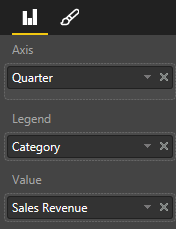 Axis
Quarter
Legend
Category
Value
Sales Revenue